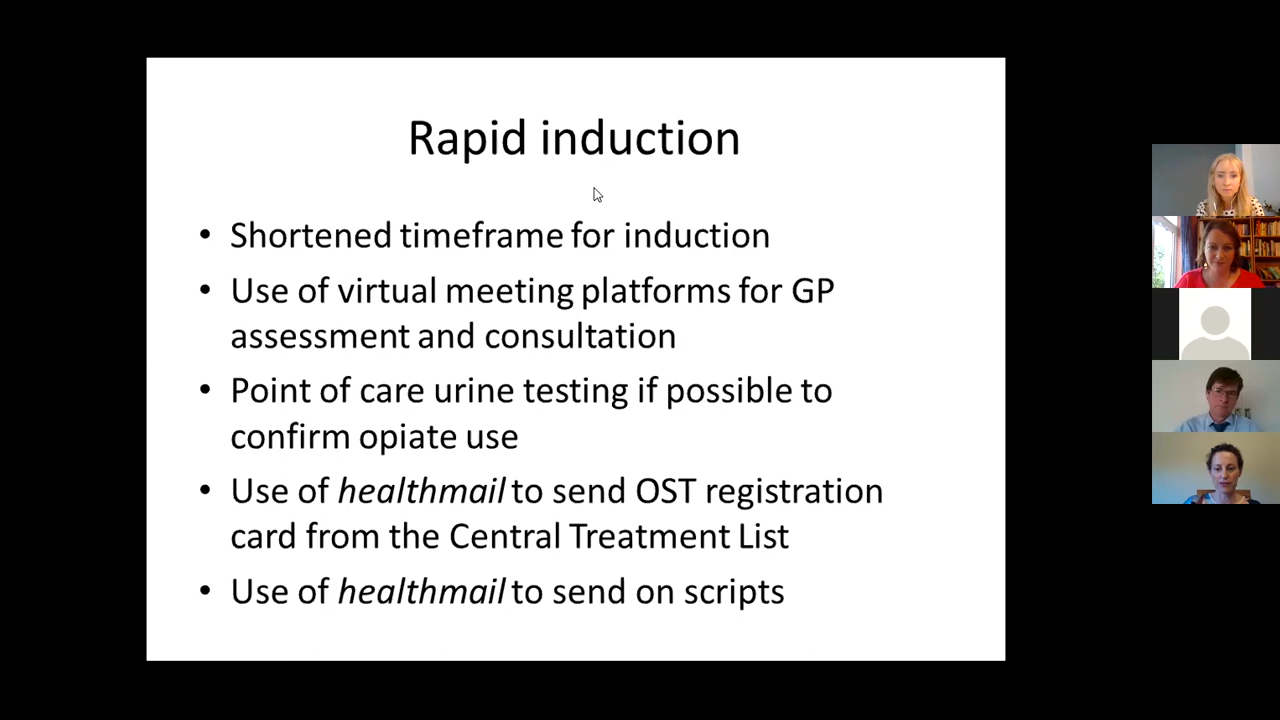 Rapid induction
• Shortened timeframe for induction
• Use of virtual meeting platforms for GP
assessment and consultation
• Point of care urine testing if possible to
confirm opiate use
• Use of healthmail to send OST registration
card from the Central Treatment List
• Use of healthmail to send on scripts